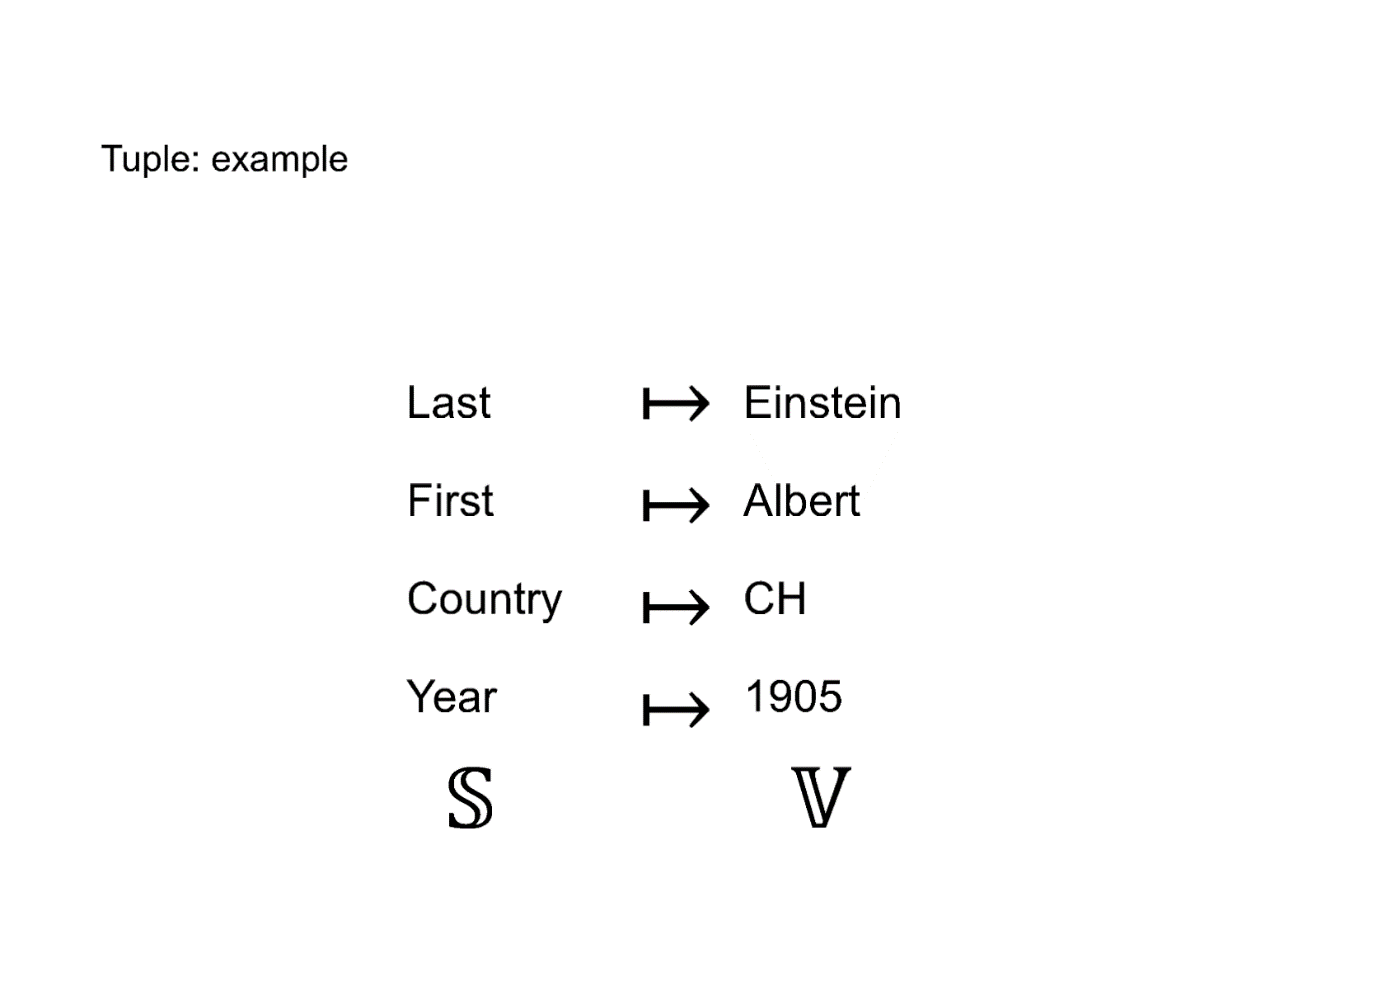 Tuple: example
Last ↦ Einstein
First ↦ Albert
Country ↦ CH
Year ↦ 1905
𝕊 𝕍